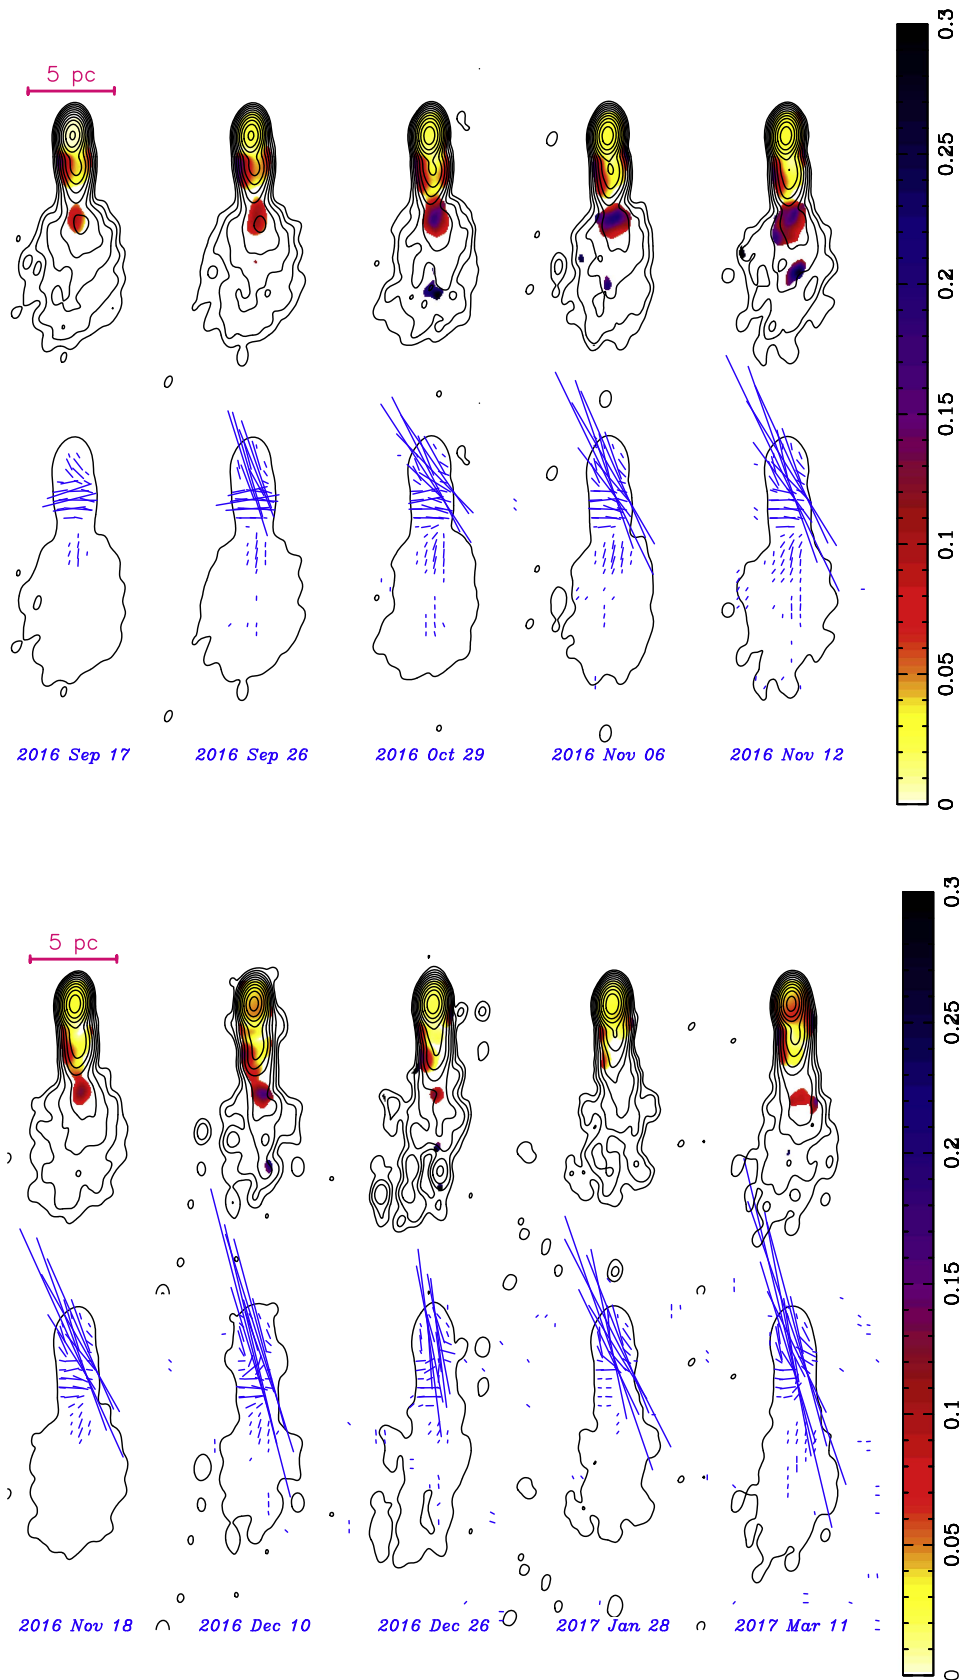 5 pc
2016 Sep 17
2016 Sep 26
2016 Oct 29
2016 Nov 06
2016 Nov 12
0.3
0.25
0.2
0.15
0.1
0.05
0
5 pc
2016 Nov 18
2016 Dec 10
2016 Dec 26
2017 Jan 28
2017 Mar 11
0.3
0.25
0.2
0.15
0.1
0.05
0